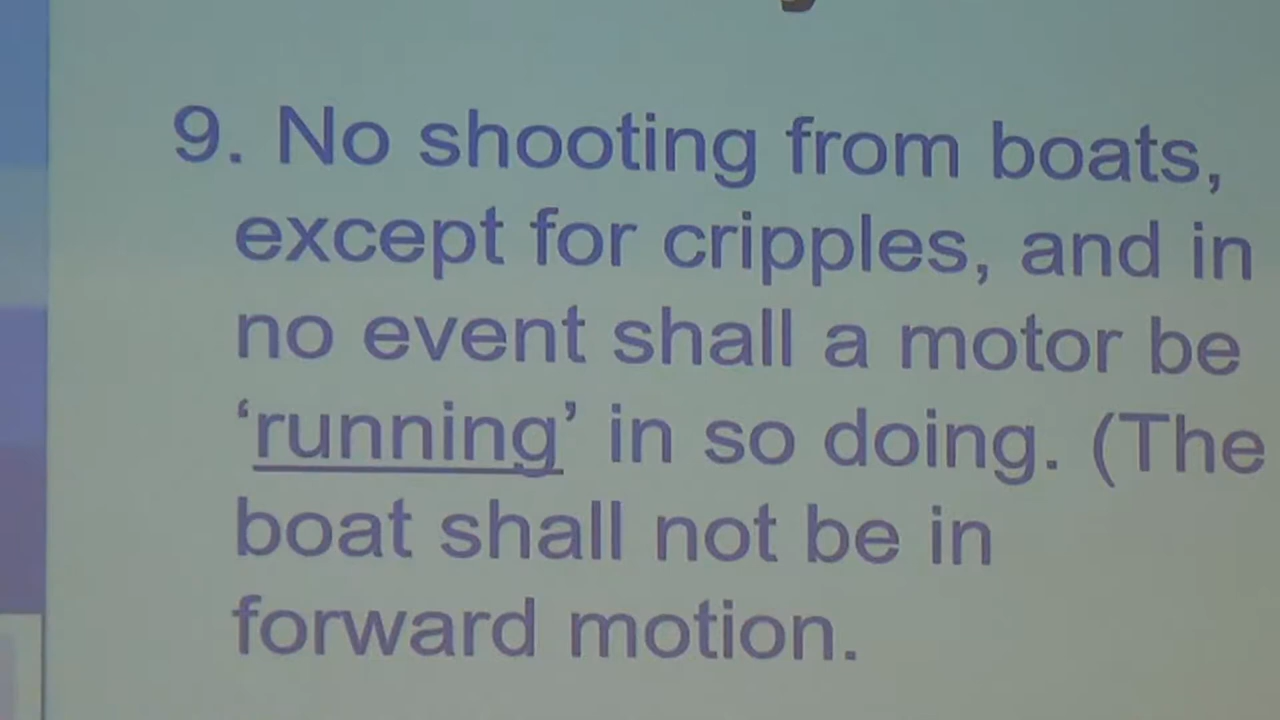 9. No shooting from boats,
except for cripples, and in
no event shall a motor be
‘running’ in so doing. (The
boat shall not be in
forward motion.